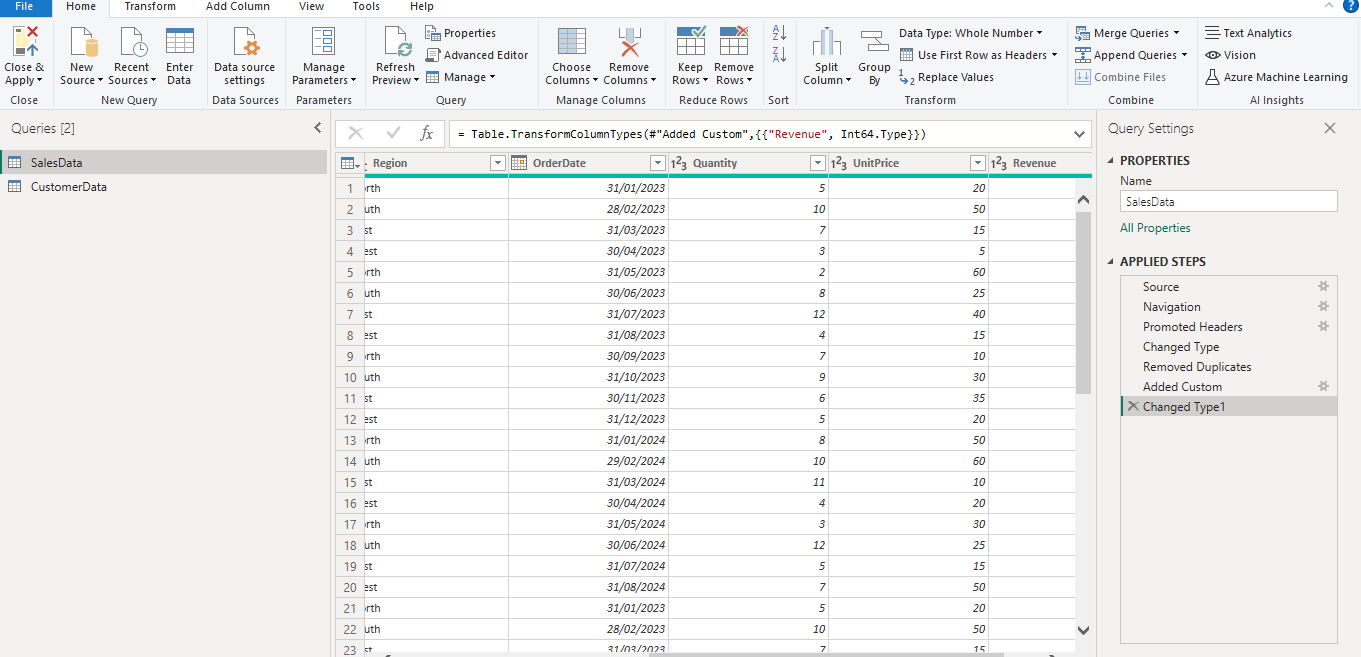 File Home Transform Add Column View Tools Help
Close & Apply
New Source
Recent Sources
Enter Data
Data source settings
Manage Parameters
Refresh Preview
Properties
Advanced Editor
Manage
Choose Columns
Remove Columns
Keep Rows
Remove Rows
Split Column
Group By
Data Type: Whole Number
Use First Row as Headers
Replace Values
Merge Queries
Append Queries
Combine Files
Text Analytics
Vision
Azure Machine Learning
Close New Query Data Sources Parameters Query Manage Columns Reduce Rows Sort Transform Combine AI Insights
Queries [2]
SalesData
CustomerData
= Table.TransformColumnTypes(#"Added Custom",{{"Revenue", Int64.Type}})
Region OrderDate 1²3 Quantity 1²3 UnitPrice 1²3 Revenue
1 rth 31/01/2023 5 20
2 uth 28/02/2023 10 50
3 st 31/03/2023 7 15
4 est 30/04/2023 3 5
5 rth 31/05/2023 2 60
6 uth 30/06/2023 8 25
7 st 31/07/2023 12 40
8 est 31/08/2023 4 15
9 rth 30/09/2023 7 10
10 uth 31/10/2023 9 30
11 st 30/11/2023 6 35
12 est 31/12/2023 5 20
13 rth 31/01/2024 8 50
14 uth 29/02/2024 10 60
15 st 31/03/2024 11 10
16 est 30/04/2024 4 20
17 rth 31/05/2024 3 30
18 uth 30/06/2024 12 25
19 st 31/07/2024 5 15
20 est 31/08/2024 7 50
21 rth 31/01/2023 5 20
22 uth 28/02/2023 10 50
23 st 31/03/2023 7 15
Query Settings
PROPERTIES
Name
SalesData
All Properties
APPLIED STEPS
Source
Navigation
Promoted Headers
Changed Type
Removed Duplicates
Added Custom
Changed Type1